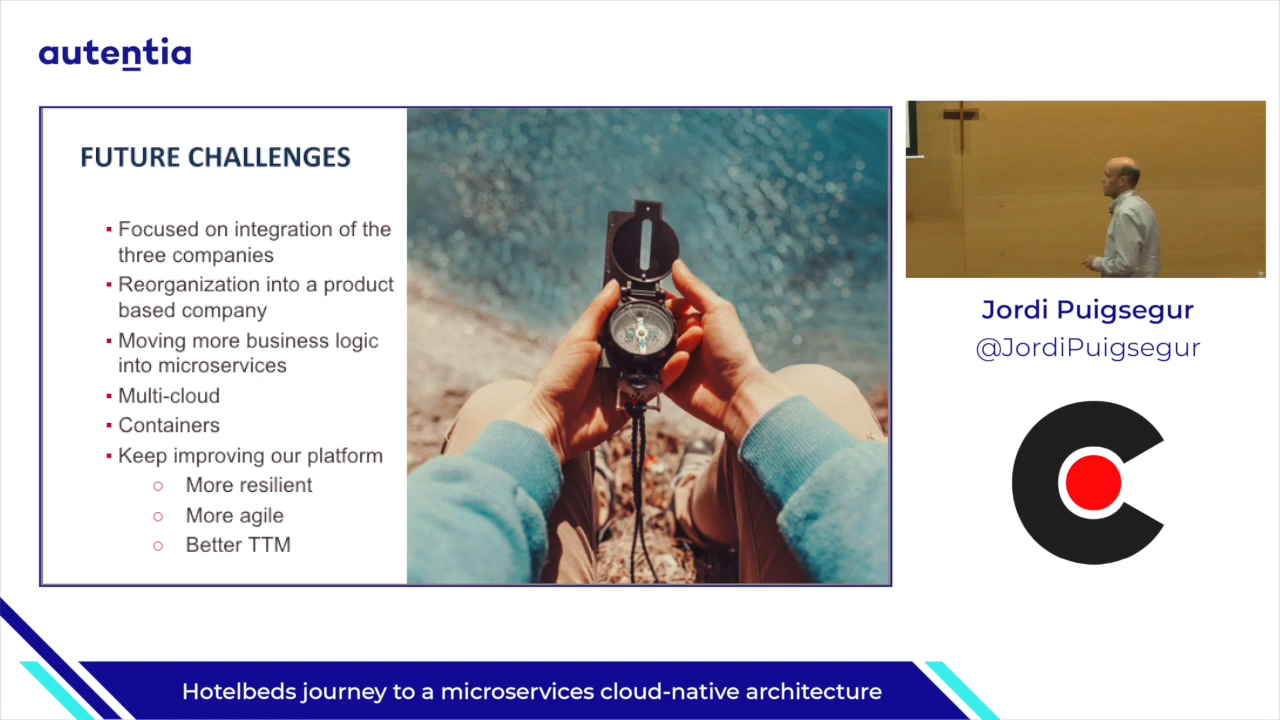 autentia
FUTURE CHALLENGES
▪ Focused on integration of the
three companies
▪ Reorganization into a product
based company
▪ Moving more business logic
into microservices
▪ Multi-cloud
▪ Containers
▪ Keep improving our platform
○ More resilient
○ More agile
○ Better TTM
Jordi Puigsegur
@JordiPuigsegur
Hotelbeds journey to a microservices cloud-native architecture